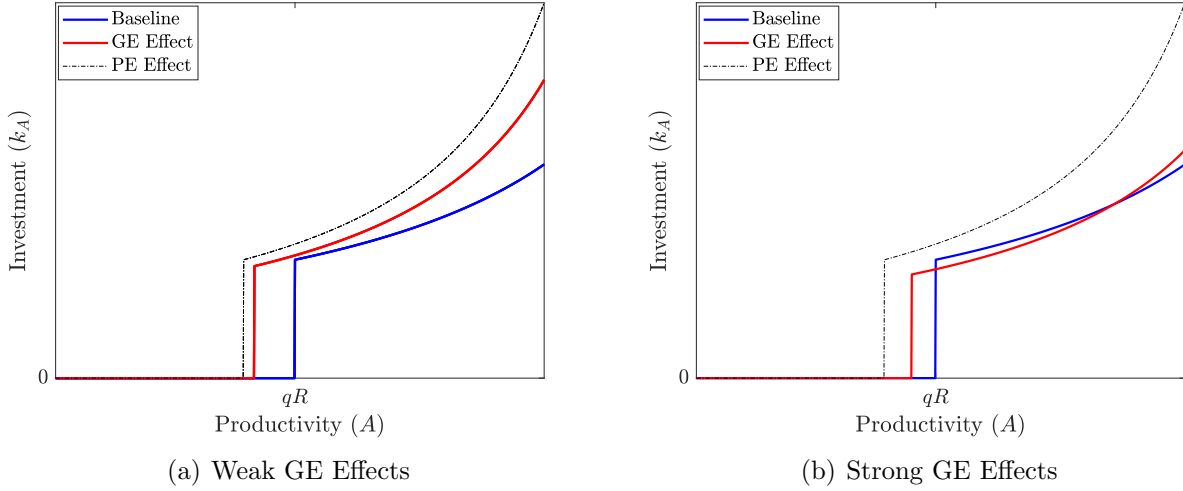 Baseline
GE Effect
PE Effect
Investment (k_A)
0
qR
Productivity (A)
(a) Weak GE Effects
Baseline
GE Effect
PE Effect
Investment (k_A)
0
qR
Productivity (A)
(b) Strong GE Effects